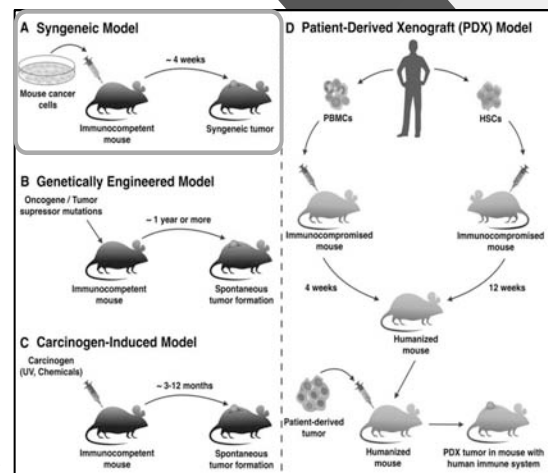 A Syngeneic Model
Mouse cancer
cells
~ 4 weeks
Immunocompetent
mouse
Syngeneic tumor
B Genetically Engineered Model
Oncogene / Tumor
supressor mutations
~ 1 year or more
Immunocompetent
mouse
Spontaneous
tumor formation
C Carcinogen-Induced Model
Carcinogen
(UV, Chemicals)
~ 3-12 months
Immunocompetent
mouse
Spontaneous
tumor formation
D Patient-Derived Xenograft (PDX) Model
PBMCs
HSCs
Immunocompromised
mouse
Immunocompromised
mouse
4 weeks
12 weeks
Humanized
mouse
Patient-derived
tumor
Humanized
mouse
PDX tumor in mouse with
human immune system